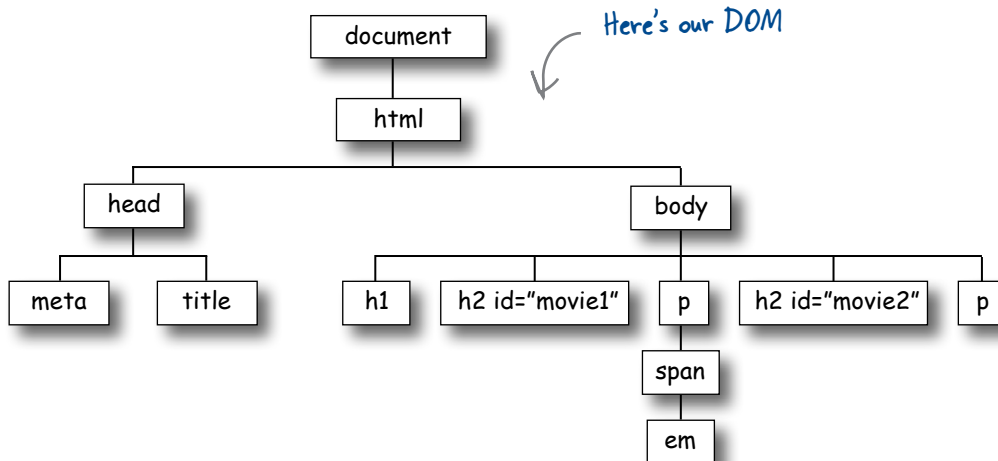 Here's our DOM
document
html
head
body
meta
title
h1
h2 id="movie1"
p
h2 id="movie2"
p
span
em